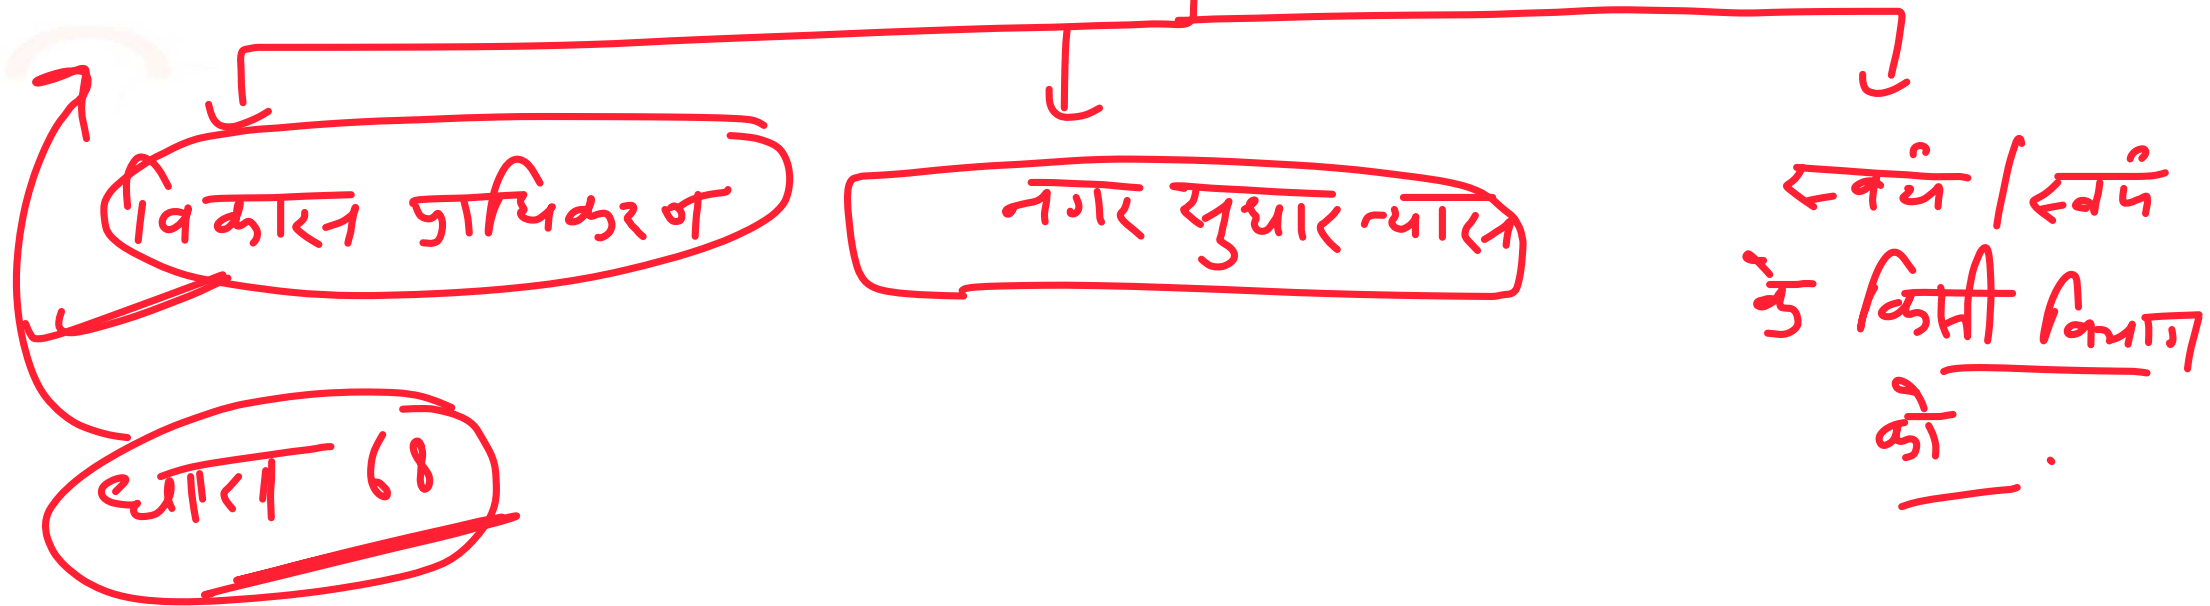 विकास प्राधिकरण
नगर सुधार न्यास
स्वयं / स्वयं
के किसी विभाग
को
धारा 68